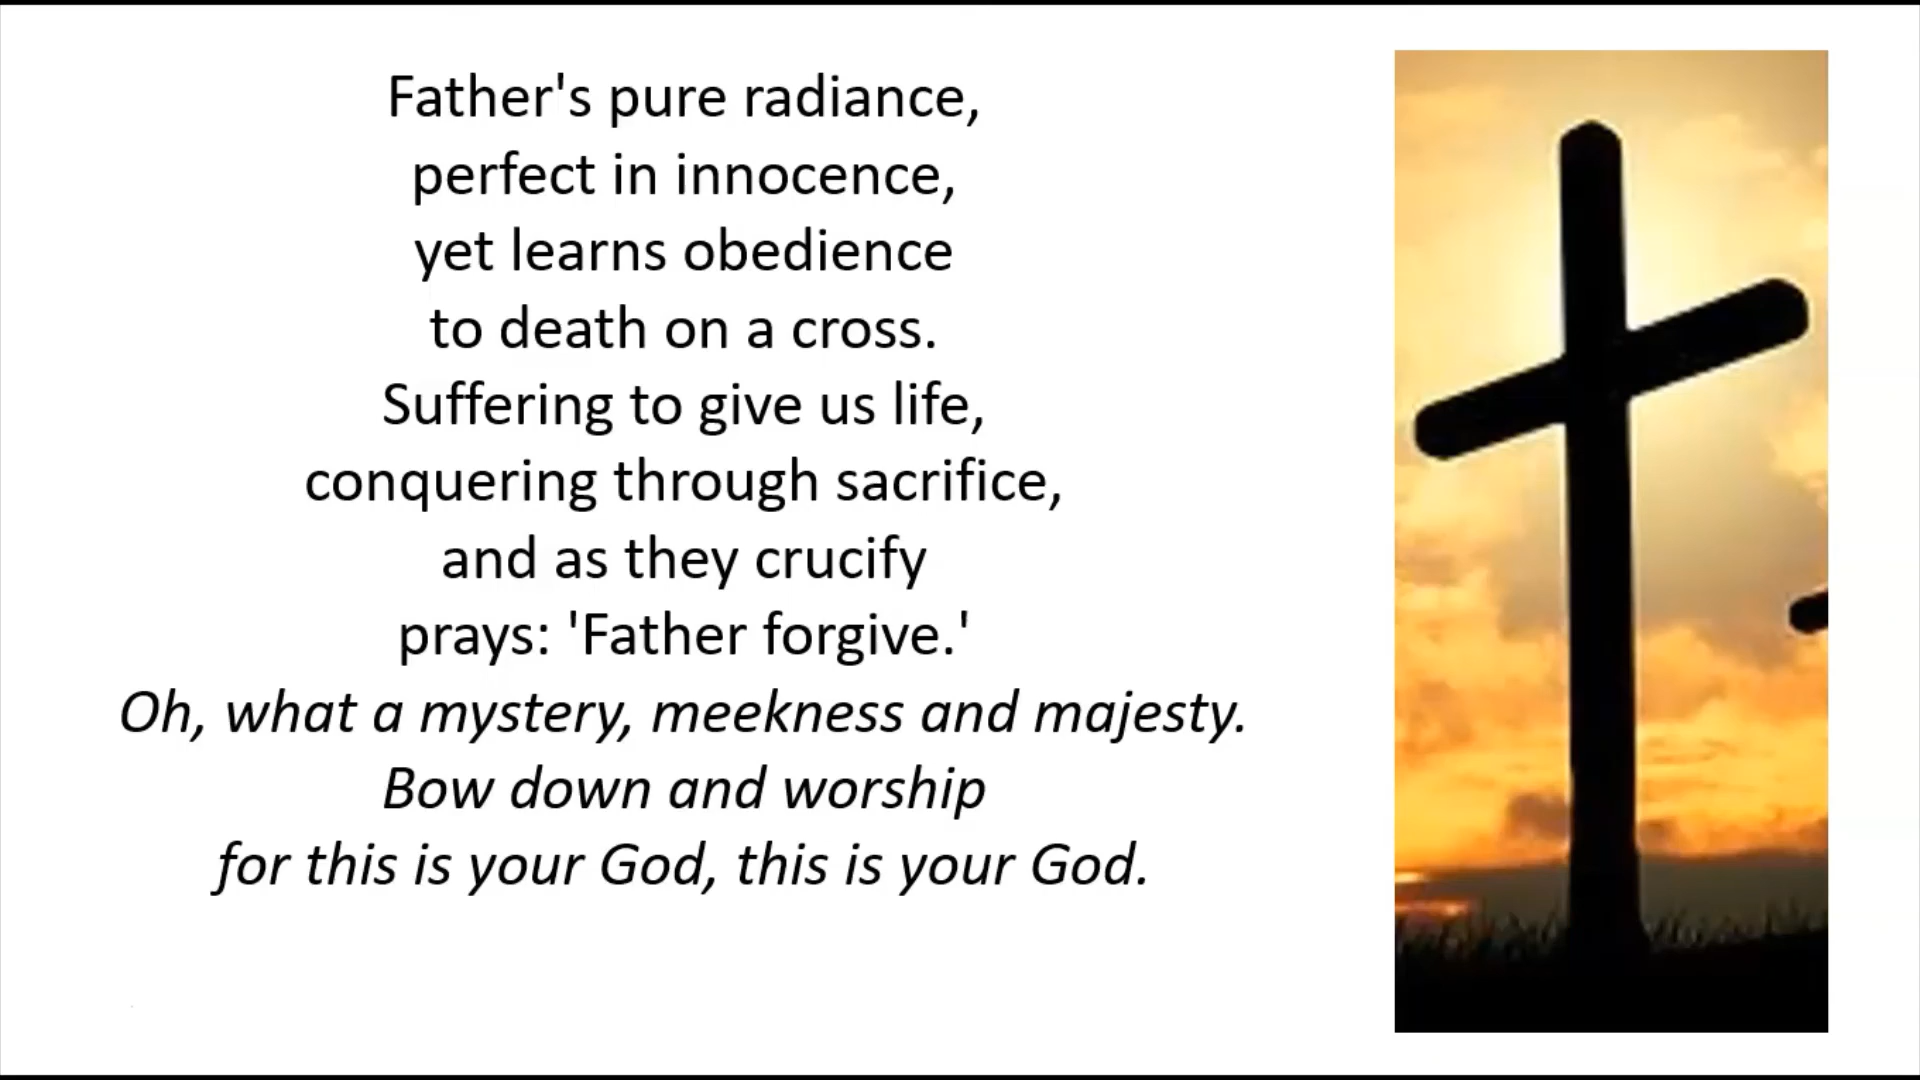 Father's pure radiance,
perfect in innocence,
yet learns obedience
to death on a cross.
Suffering to give us life,
conquering through sacrifice,
and as they crucify
prays: 'Father forgive.'
Oh, what a mystery, meekness and majesty.
Bow down and worship
for this is your God, this is your God.